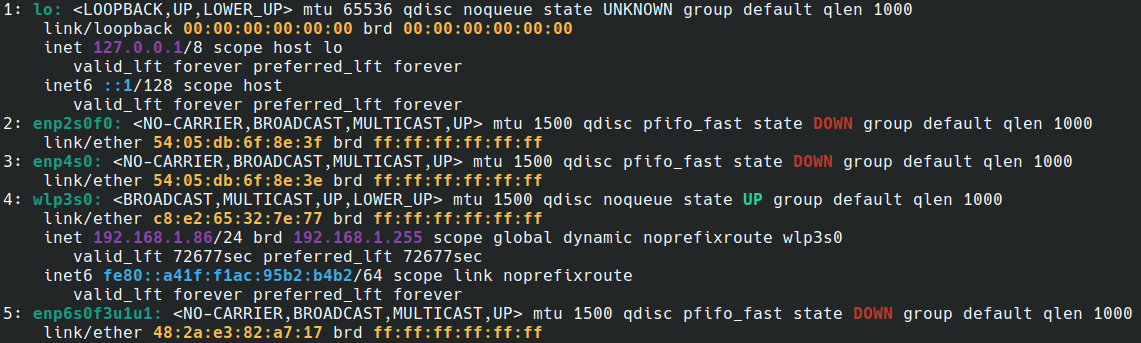 1: lo: <LOOPBACK,UP,LOWER_UP> mtu 65536 qdisc noqueue state UNKNOWN group default qlen 1000
link/loopback 00:00:00:00:00:00 brd 00:00:00:00:00:00
inet 127.0.0.1/8 scope host lo
valid_lft forever preferred_lft forever
inet6 ::1/128 scope host
valid_lft forever preferred_lft forever
2: enp2s0f0: <NO-CARRIER,BROADCAST,MULTICAST,UP> mtu 1500 qdisc pfifo_fast state DOWN group default qlen 1000
link/ether 54:05:db:6f:8e:3f brd ff:ff:ff:ff:ff:ff
3: enp4s0: <NO-CARRIER,BROADCAST,MULTICAST,UP> mtu 1500 qdisc pfifo_fast state DOWN group default qlen 1000
link/ether 54:05:db:6f:8e:3e brd ff:ff:ff:ff:ff:ff
4: wlp3s0: <BROADCAST,MULTICAST,UP,LOWER_UP> mtu 1500 qdisc noqueue state UP group default qlen 1000
link/ether c8:e2:65:32:7e:77 brd ff:ff:ff:ff:ff:ff
inet 192.168.1.86/24 brd 192.168.1.255 scope global dynamic noprefixroute wlp3s0
valid_lft 72677sec preferred_lft 72677sec
inet6 fe80::a41f:f1ac:95b2:b4b2/64 scope link noprefixroute
valid_lft forever preferred_lft forever
5: enp6s0f3u1u1: <NO-CARRIER,BROADCAST,MULTICAST,UP> mtu 1500 qdisc pfifo_fast state DOWN group default qlen 1000
link/ether 48:2a:e3:82:a7:17 brd ff:ff:ff:ff:ff:ff